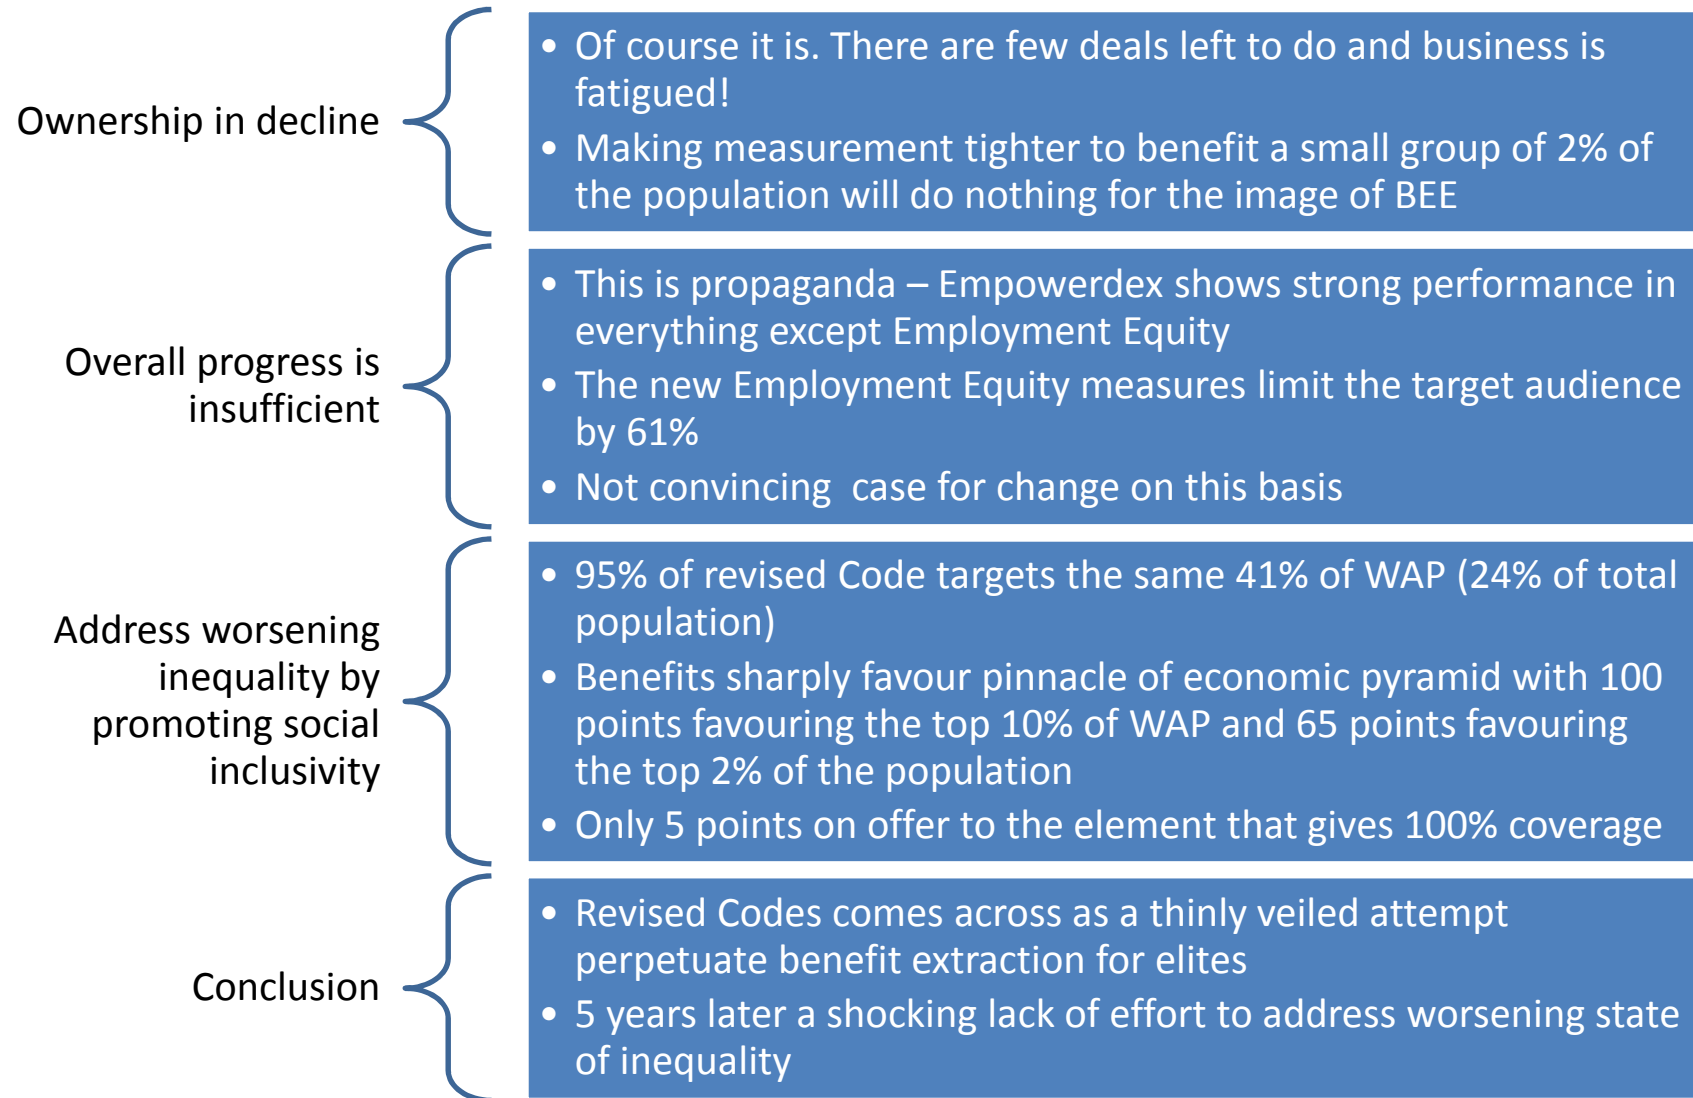 Ownership in decline
• Of course it is. There are few deals left to do and business is
fatigued!
• Making measurement tighter to benefit a small group of 2% of
the population will do nothing for the image of BEE
Overall progress is
insufficient
• This is propaganda – Empowerdex shows strong performance in
everything except Employment Equity
• The new Employment Equity measures limit the target audience
by 61%
• Not convincing  case for change on this basis
Address worsening
inequality by
promoting social
inclusivity
• 95% of revised Code targets the same 41% of WAP (24% of total
population)
• Benefits sharply favour pinnacle of economic pyramid with 100
points favouring the top 10% of WAP and 65 points favouring
the top 2% of the population
• Only 5 points on offer to the element that gives 100% coverage
Conclusion
• Revised Codes comes across as a thinly veiled attempt
perpetuate benefit extraction for elites
• 5 years later a shocking lack of effort to address worsening state
of inequality